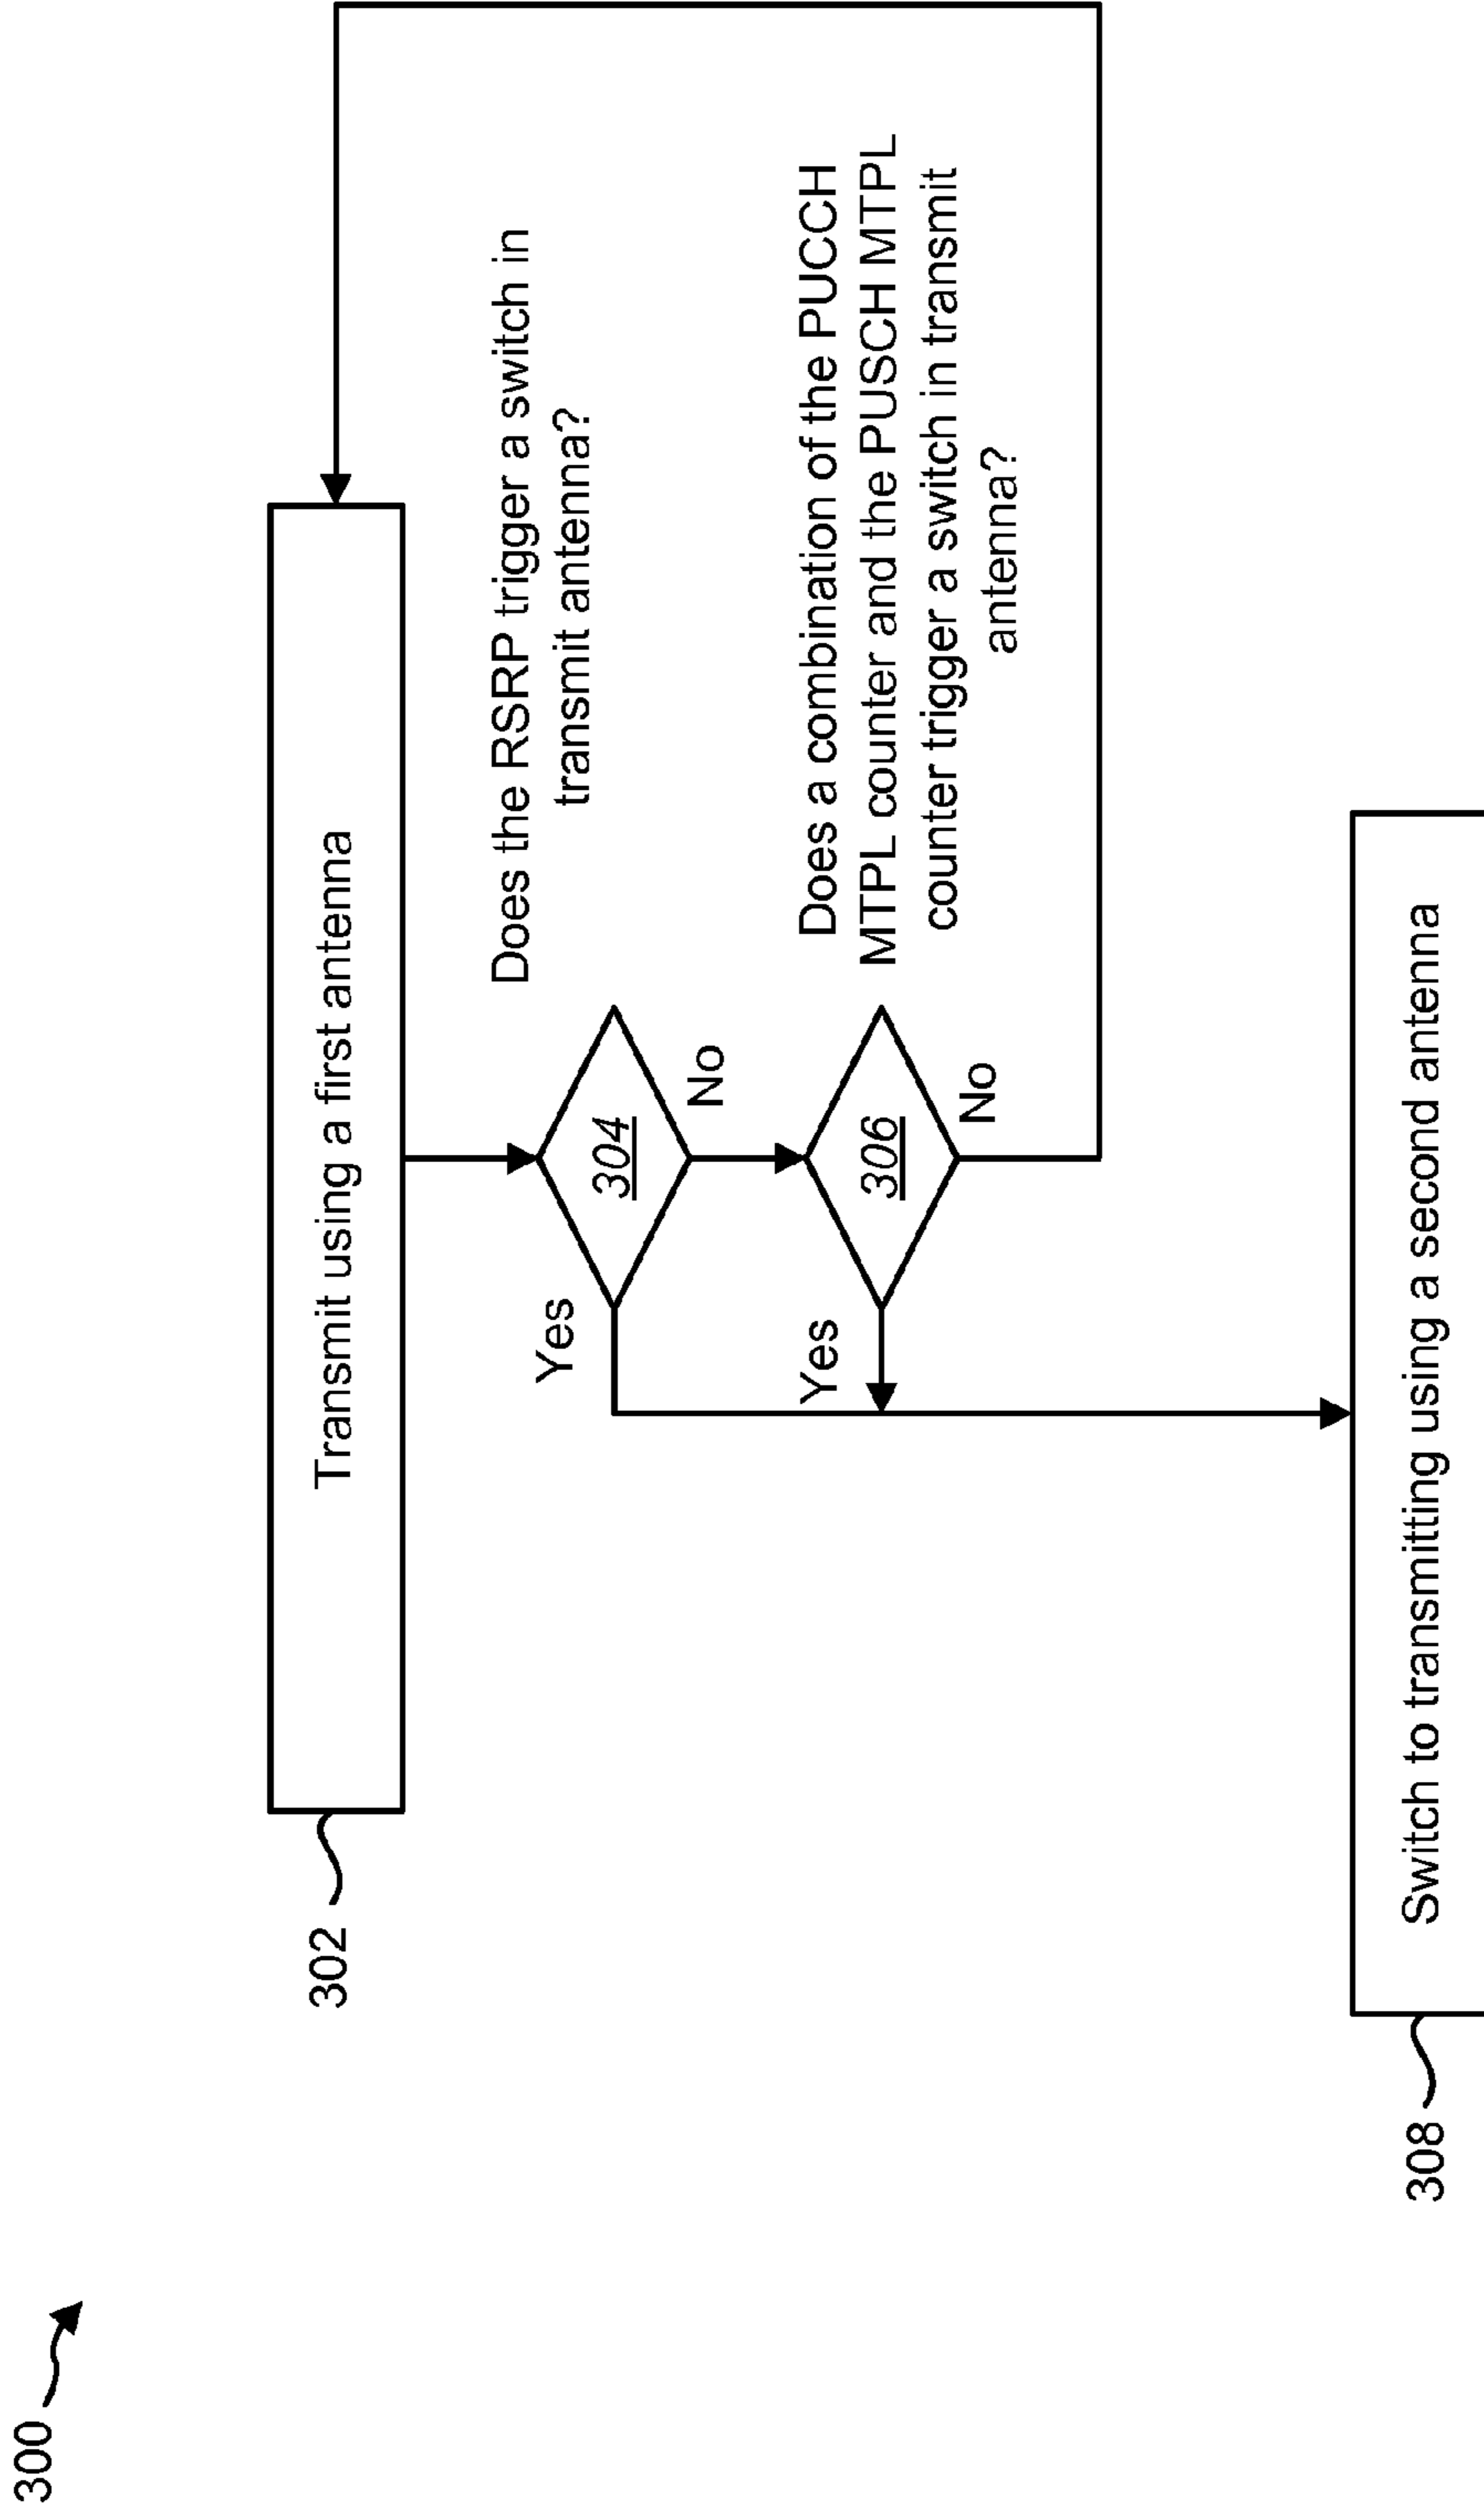 300
302
Transmit using a first antenna
Does the RSRP trigger a switch in
transmit antenna?
Yes
304
No
Does a combination of the PUCCH
MTPL counter and the PUSCH MTPL
counter trigger a switch in transmit
antenna?
Yes
306
No
308
Switch to transmitting using a second antenna